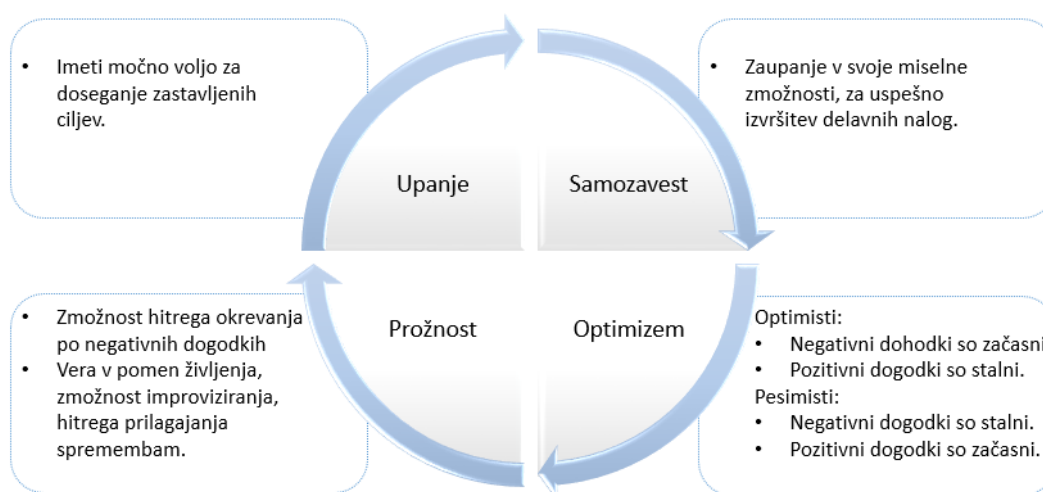 • Imeti močno voljo za
doseganje zastavljenih
ciljev.
Upanje
Samozavest
• Zaupanje v svoje miselne
zmožnosti, za uspešno
izvršitev delavnih nalog.
• Zmožnost hitrega okrevanja
po negativnih dogodkih
• Vera v pomen življenja,
zmožnost improviziranja,
hitrega prilagajanja
spremembam.
Prožnost
Optimizem
Optimisti:
• Negativni dohodki so začasni
• Pozitivni dogodki so stalni.
Pesimisti:
• Negativni dogodki so stalni.
• Pozitivni dogodki so začasni.